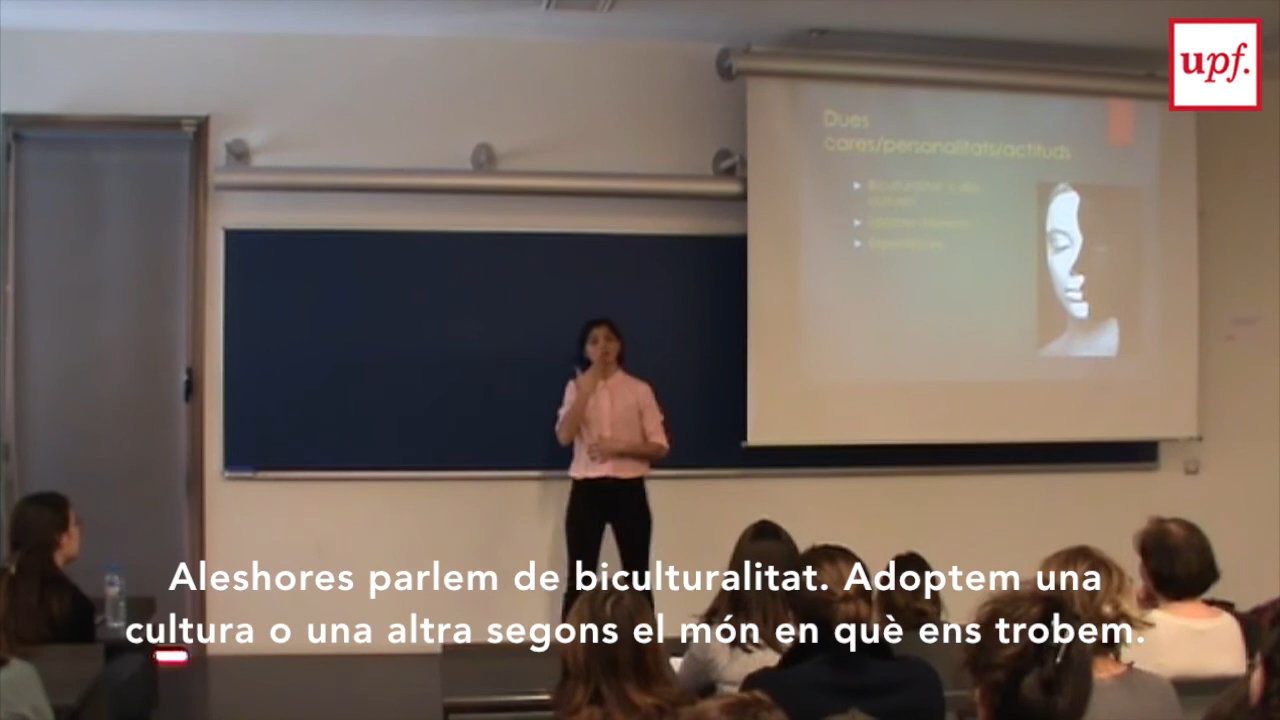 upf.
Dues
cares/personalitats/actituds
Aleshores parlem de biculturalitat. Adoptem una
cultura o una altra segons el món en què ens trobem.